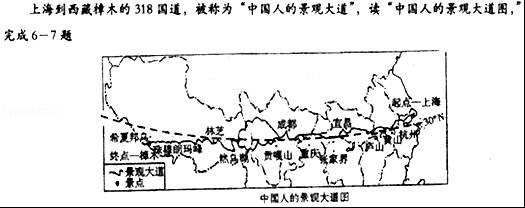 上海到西藏樟木的318国道，被称为“中国人的景观大道”，读“中国人的景观大道图，”
完成6－7题
起点—上海
成都
宜昌
30°N
林芝
杭州
希夏邦马
黄山
珠穆朗玛峰
庐山
终点—樟木
然乌湖
贡嘎山
重庆
张家界
景观大道
景点
中国人的景观大道图